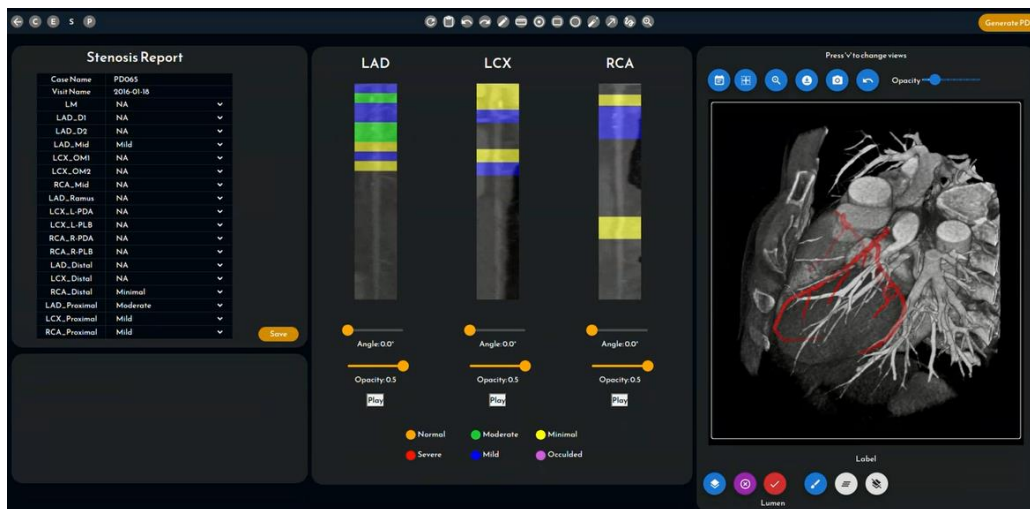 C E S P
Generate PD
Stenosis Report
Case Name PD065
Visit Name 2016-01-18
LM NA
LAD_D1 NA
LAD_D2 NA
LAD_Mid Mild
LCX_OM1 NA
LCX_OM2 NA
RCA_Mid NA
LAD_Ramus NA
LCX_L-PDA NA
LCX_L-PLB NA
RCA_R-PDA NA
RCA_R-PLB NA
LAD_Distal NA
LCX_Distal NA
RCA_Distal Minimal
LAD_Proximal Moderate
LCX_Proximal Mild
RCA_Proximal Mild
Save
LAD LCX RCA
Angle:0.0° Angle:0.0° Angle:0.0°
Opacity:0.5 Opacity:0.5 Opacity:0.5
Play Play Play
Normal Moderate Minimal
Severe Mild Occulded
Press 'v' to change views
Opacity
Label
Lumen